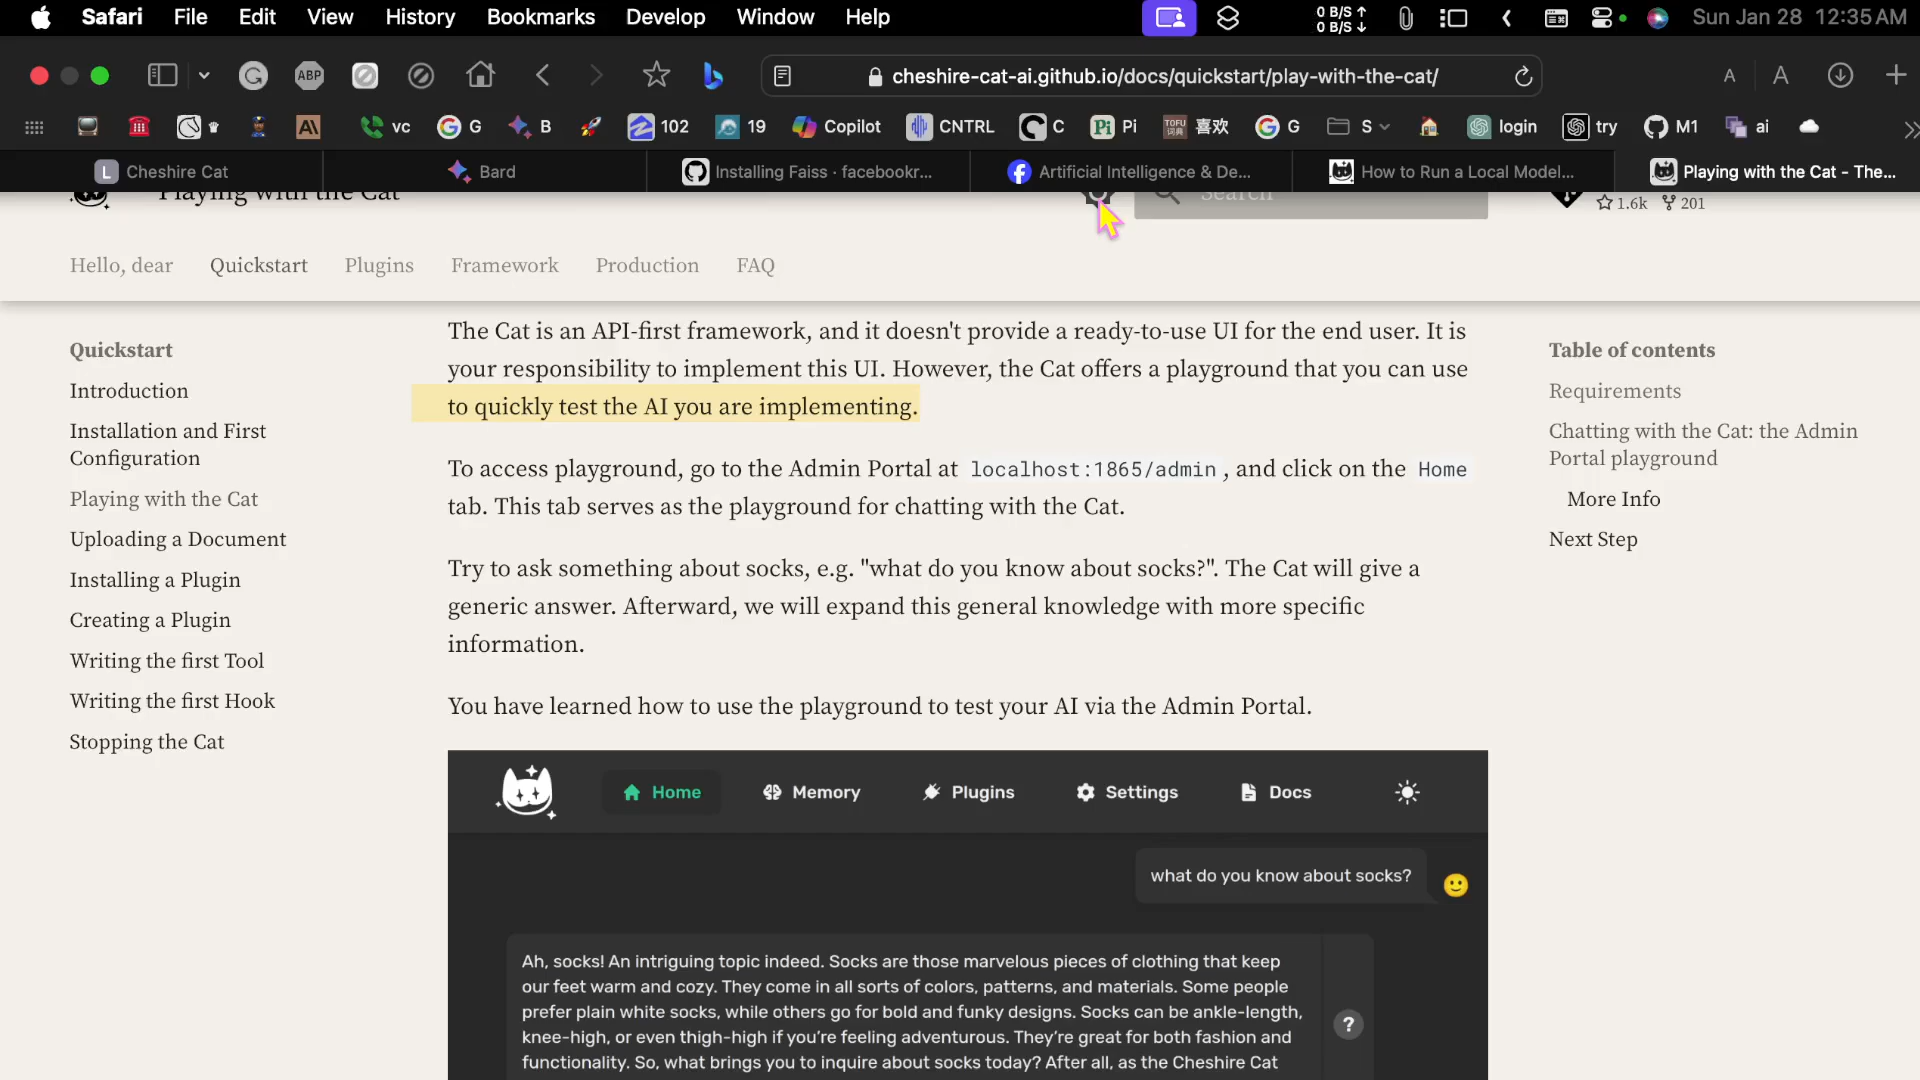 Safari File Edit View History Bookmarks Develop Window Help 0 B/S ↑ 0 B/S ↓ Sun Jan 28 12:35 AM
ABP cheshire-cat-ai.github.io/docs/quickstart/play-with-the-cat/ A A
vc G B 102 19 Copilot CNTRL C Pi 喜欢 G S login try M1 ai
L Cheshire Cat Bard Installing Faiss · facebookr... Artificial Intelligence & De... How to Run a Local Model... Playing with the Cat - The...
Playing with the Cat Search 1.6k 201
Hello, dear Quickstart Plugins Framework Production FAQ
Quickstart
Introduction
Installation and First
Configuration
Playing with the Cat
Uploading a Document
Installing a Plugin
Creating a Plugin
Writing the first Tool
Writing the first Hook
Stopping the Cat
The Cat is an API-first framework, and it doesn't provide a ready-to-use UI for the end user. It is
your responsibility to implement this UI. However, the Cat offers a playground that you can use
to quickly test the AI you are implementing.
To access playground, go to the Admin Portal at localhost:1865/admin , and click on the Home
tab. This tab serves as the playground for chatting with the Cat.
Try to ask something about socks, e.g. "what do you know about socks?". The Cat will give a
generic answer. Afterward, we will expand this general knowledge with more specific
information.
You have learned how to use the playground to test your AI via the Admin Portal.
Home Memory Plugins Settings Docs
what do you know about socks?
Ah, socks! An intriguing topic indeed. Socks are those marvelous pieces of clothing that keep
our feet warm and cozy. They come in all sorts of colors, patterns, and materials. Some people
prefer plain white socks, while others go for bold and funky designs. Socks can be ankle-length,
knee-high, or even thigh-high if you're feeling adventurous. They're great for both fashion and
functionality. So, what brings you to inquire about socks today? After all, as the Cheshire Cat
?
Table of contents
Requirements
Chatting with the Cat: the Admin
Portal playground
More Info
Next Step